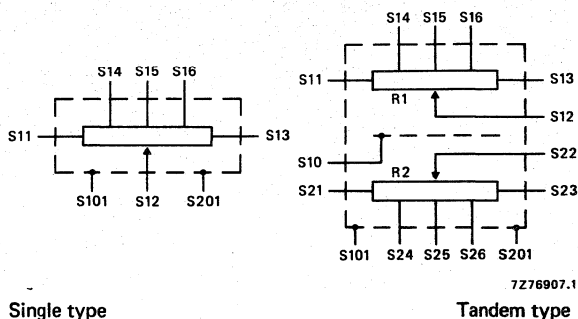 S14 S15 S16
S14 S15 S16
S11 S13
R1
S11 S13
S12
S10
S22
R2
S21 S23
S101 S12 S201
S101 S24 S25 S26 S201
7Z76907.1
Single type
Tandem type